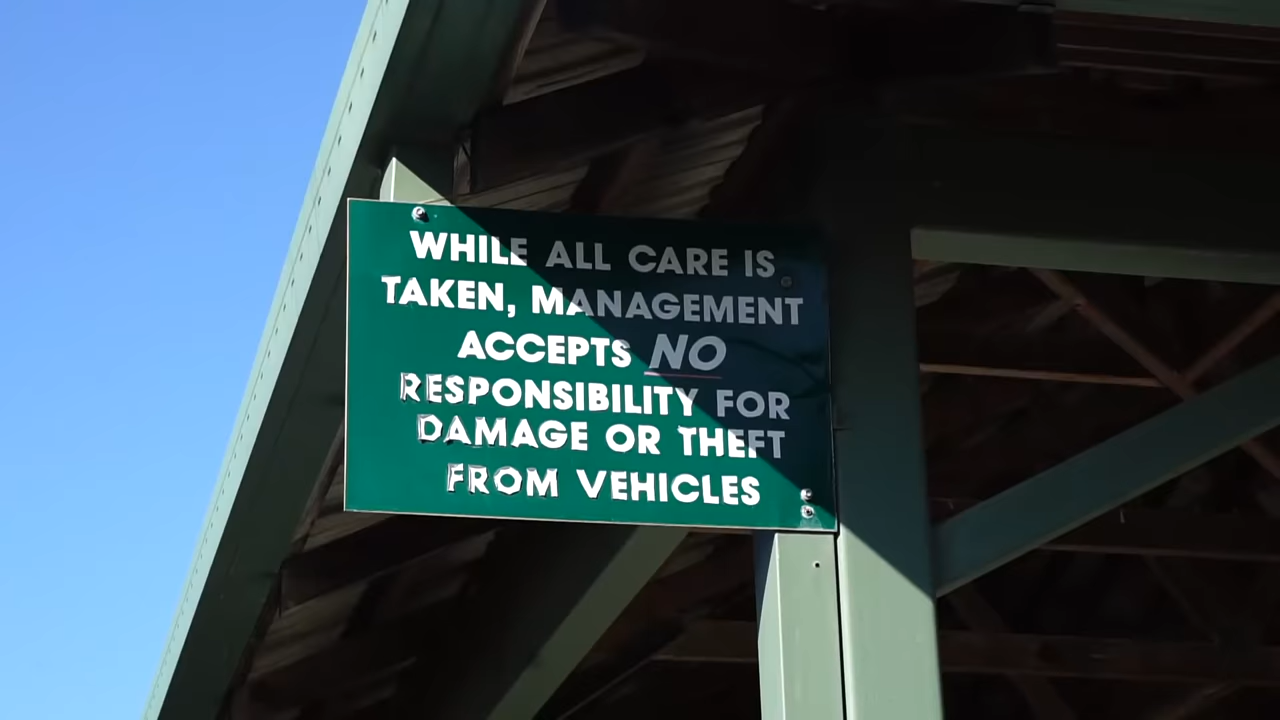 WHILE ALL CARE IS
TAKEN, MANAGEMENT
ACCEPTS NO
RESPONSIBILITY FOR
DAMAGE OR THEFT
FROM VEHICLES